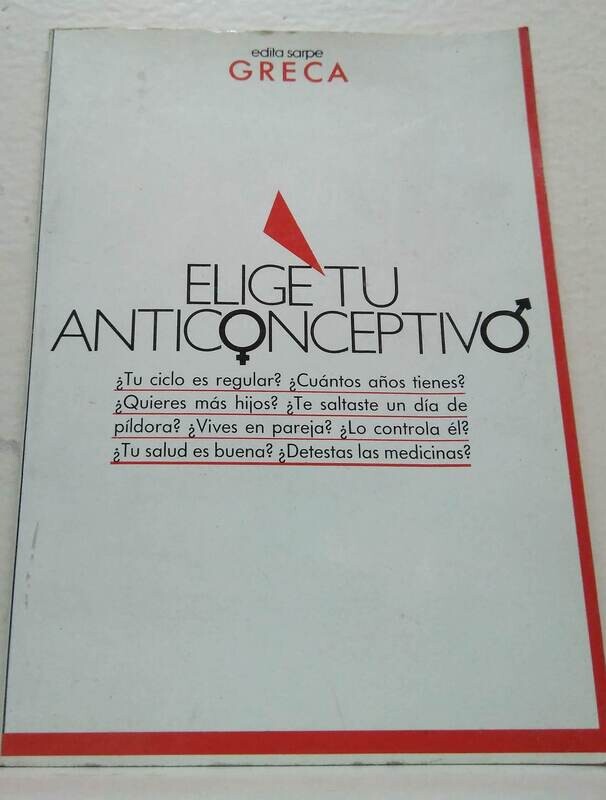 edita sarpe
GRECA
ELIGE TU
ANTICONCEPTIVO
¿Tu ciclo es regular? ¿Cuántos años tienes?
¿Quieres más hijos? ¿Te saltaste un día de
píldora? ¿Vives en pareja? ¿Lo controla él?
¿Tu salud es buena? ¿Detestas las medicinas?